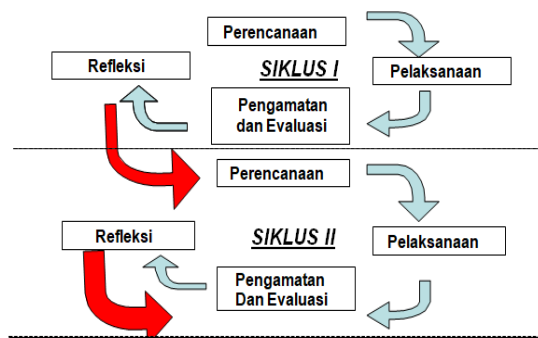 Perencanaan
Refleksi
SIKLUS I
Pelaksanaan
Pengamatan
dan Evaluasi
Perencanaan
Refleksi
SIKLUS II
Pelaksanaan
Pengamatan
Dan Evaluasi